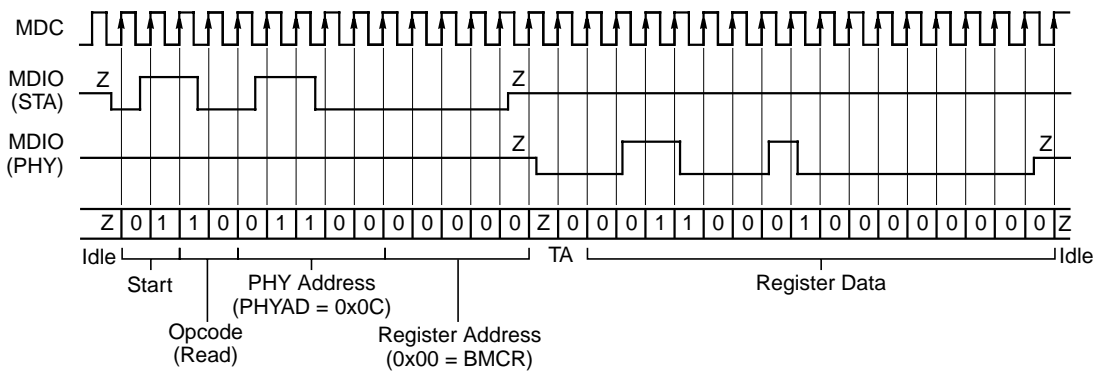 MDC
MDIO
(STA)
Z
Z
MDIO
(PHY)
Z
Z
Z 0 1 1 0 0 1 1 0 0 0 0 0 0 0 Z 0 0 0 1 1 0 0 0 1 0 0 0 0 0 0 0 0 Z
Idle
TA
Idle
Start
PHY Address
(PHYAD = 0x0C)
Register Data
Opcode
(Read)
Register Address
(0x00 = BMCR)